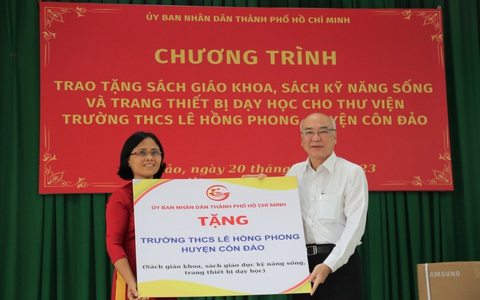 ỦY BAN NHÂN DÂN THÀNH PHỐ HỒ CHÍ MINH
CHƯƠNG TRÌNH
TRAO TẶNG SÁCH GIÁO KHOA, SÁCH KỸ NĂNG SỐNG
VÀ TRANG THIẾT BỊ DẠY HỌC CHO THƯ VIỆN
TRƯỜNG THCS LÊ HỒNG PHONG HUYỆN CÔN ĐẢO
ảo, ngày 20 tháng 23
ỦY BAN NHÂN DÂN THÀNH PHỐ HỒ CHÍ MINH
TẶNG
TRƯỜNG THCS LÊ HỒNG PHONG
HUYỆN CÔN ĐẢO
(Sách giáo khoa, sách giáo dục kỹ năng sống,
trang thiết bị dạy học)
SAMSUNG